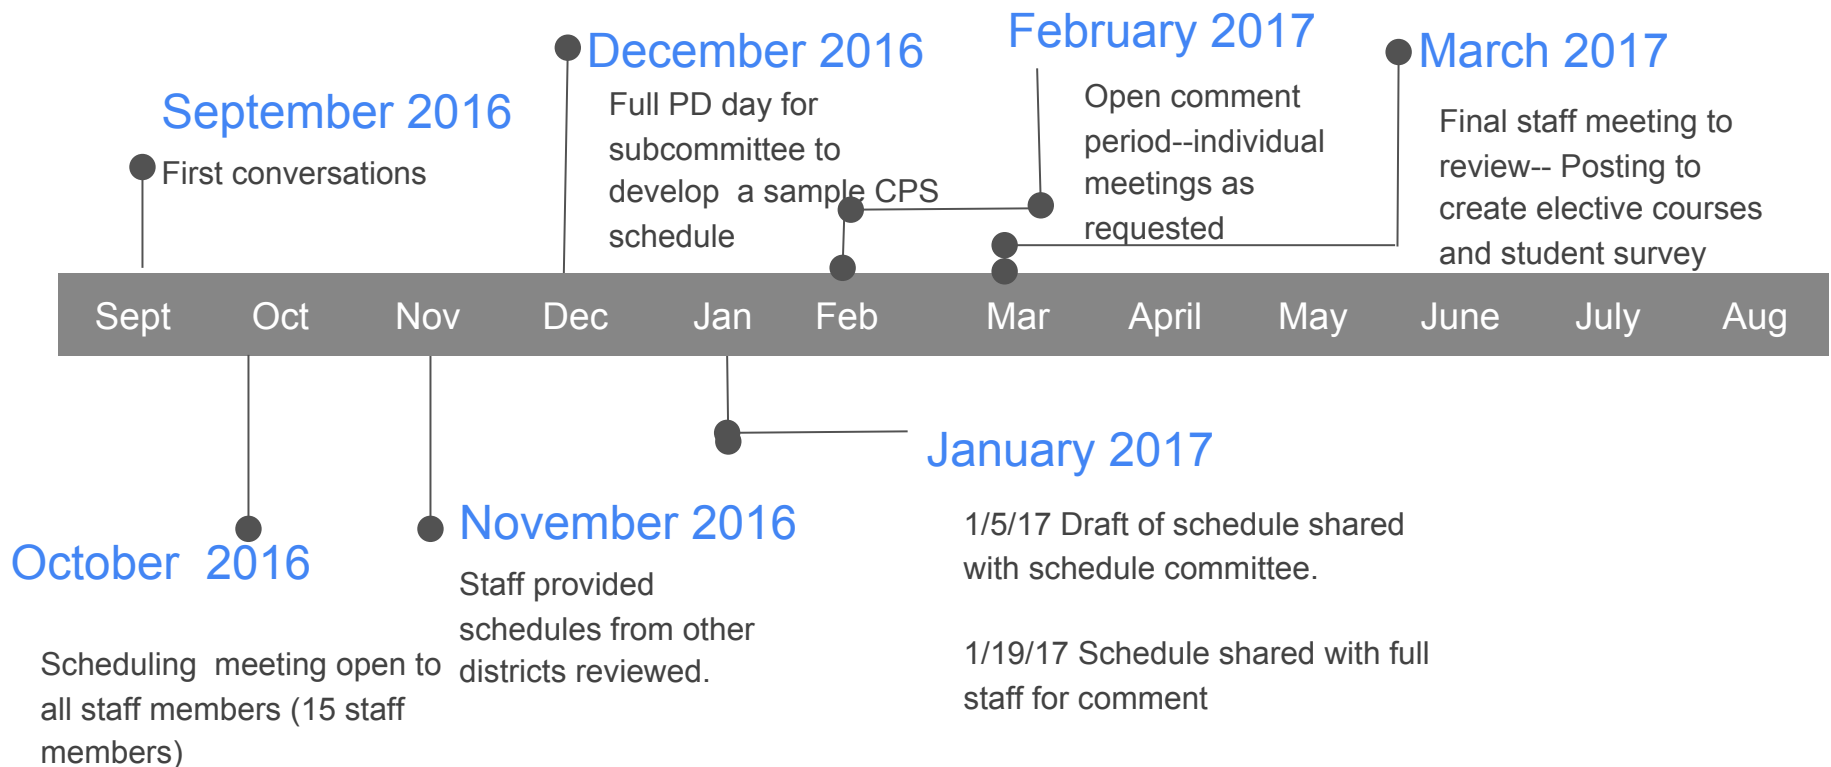 September 2016
First conversations
December 2016
Full PD day for
subcommittee to
develop  a sample CPS
schedule
February 2017
Open comment
period--individual
meetings as
requested
March 2017
Final staff meeting to
review-- Posting to
create elective courses
and student survey
Sept Oct Nov Dec Jan Feb Mar April May June July Aug
October  2016
Scheduling  meeting open to
all staff members (15 staff
members)
November 2016
Staff provided
schedules from other
districts reviewed.
January 2017
1/5/17 Draft of schedule shared
with schedule committee.
1/19/17 Schedule shared with full
staff for comment